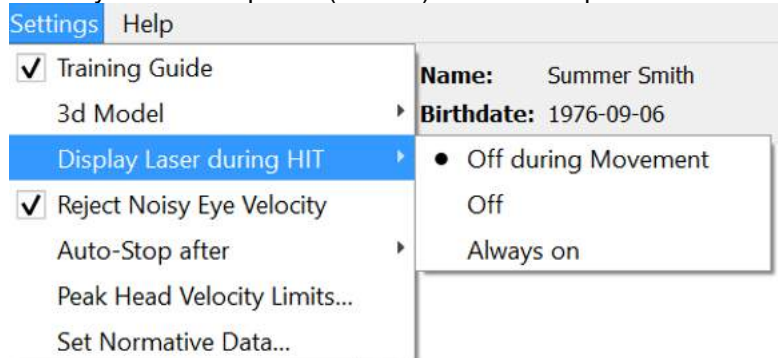 Settings Help
Training Guide
Name: Summer Smith
3d Model
Birthdate: 1976-09-06
Display Laser during HIT
Off during Movement
Reject Noisy Eye Velocity
Off
Auto-Stop after
Always on
Peak Head Velocity Limits...
Set Normative Data...